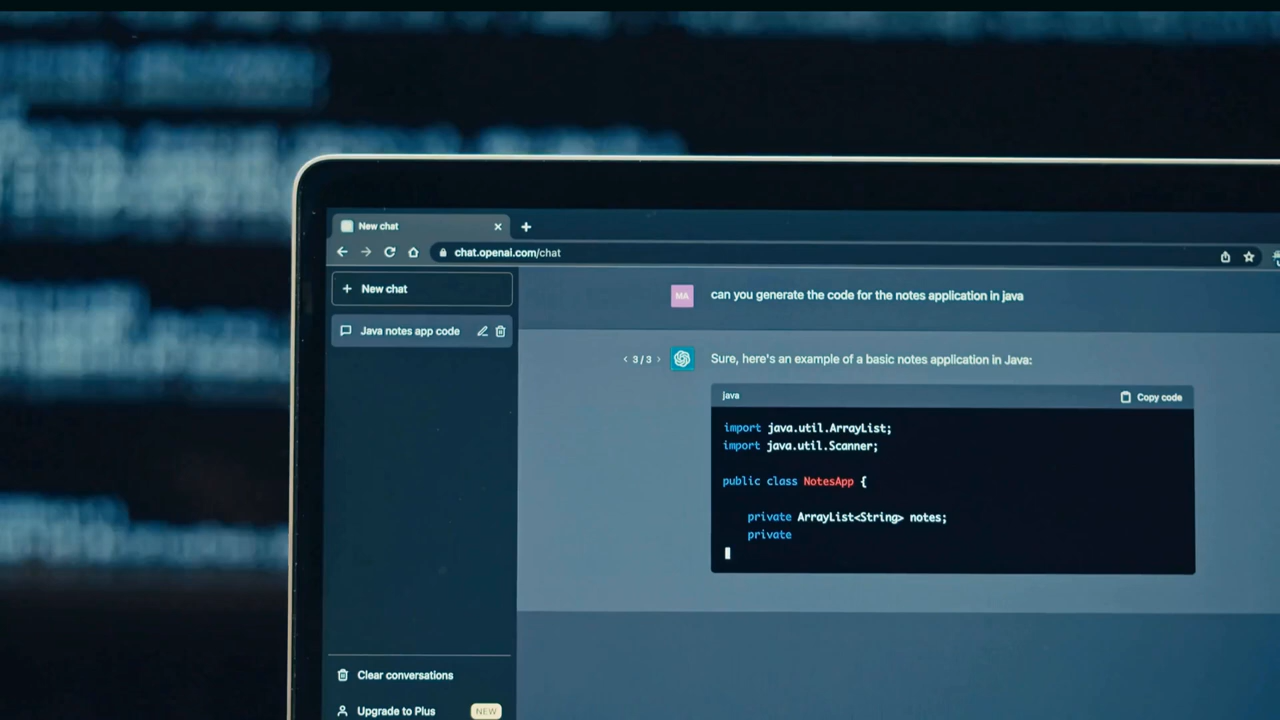 New chat
chat.openai.com/chat
New chat
Java notes app code
MA
can you generate the code for the notes application in java
3 / 3
Sure, here's an example of a basic notes application in Java:
java
Copy code
import java.util.ArrayList;
import java.util.Scanner;
public class NotesApp {
private ArrayList<String> notes;
private
Clear conversations
Upgrade to Plus NEW